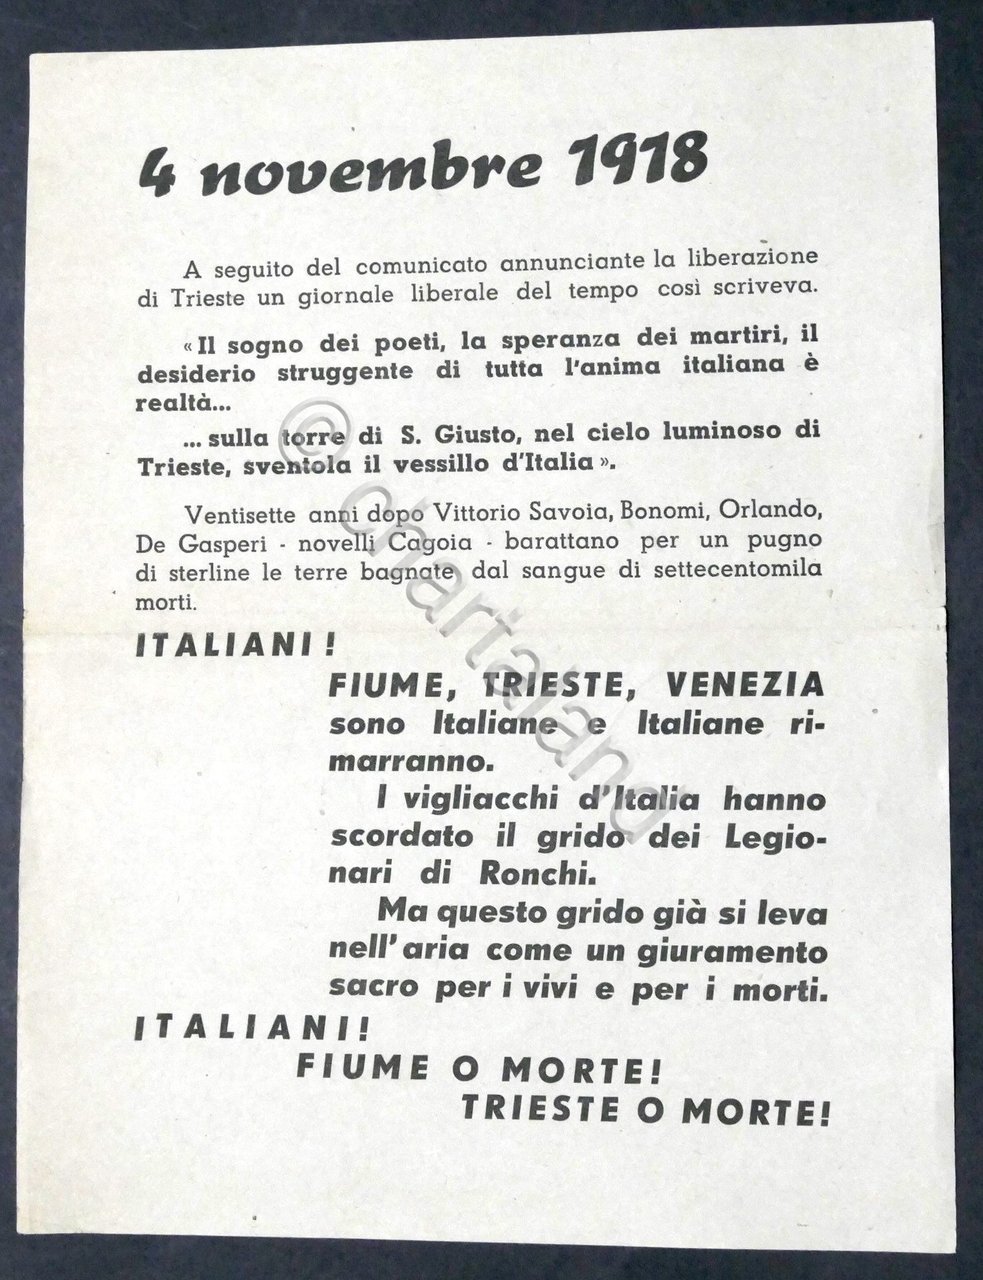 4 novembre 1918
A seguito del comunicato annunciante la liberazione
di Trieste un giornale liberale del tempo così scriveva.
«Il sogno dei poeti, la speranza dei martiri, il
desiderio struggente di tutta l'anima italiana è
realtà...
... sulla torre di S. Giusto, nel cielo luminoso di
Trieste, sventola il vessillo d'Italia».
Ventisette anni dopo Vittorio Savoia, Bonomi, Orlando,
De Gasperi - novelli Cagoia - barattano per un pugno
di sterline le terre bagnate dal sangue di settecentomila
morti.
ITALIANI!
FIUME, TRIESTE, VENEZIA
sono Italiane e Italiane ri-
marranno.
I vigliacchi d'Italia hanno
scordato il grido dei Legio-
nari di Ronchi.
Ma questo grido già si leva
nell'aria come un giuramento
sacro per i vivi e per i morti.
ITALIANI!
FIUME O MORTE!
TRIESTE O MORTE!
© chartaland